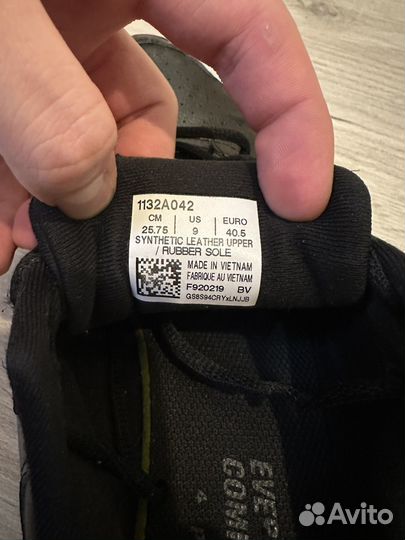 1132A042
CM US EURO
25.75 9 40.5
SYNTHETIC LEATHER UPPER
/ RUBBER SOLE
MADE IN VIETNAM
FABRIQUE AU VIETNAM
F920219 BV
GS8S94CRYxLNJJB
Avito